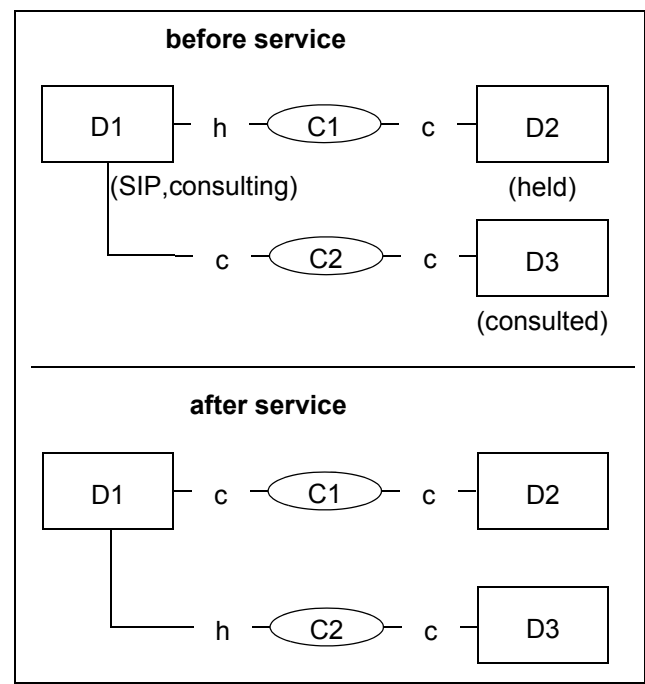 before service
D1 h C1 c D2
(SIP,consulting) (held)
c C2 c D3
(consulted)
after service
D1 c C1 c D2
h C2 c D3